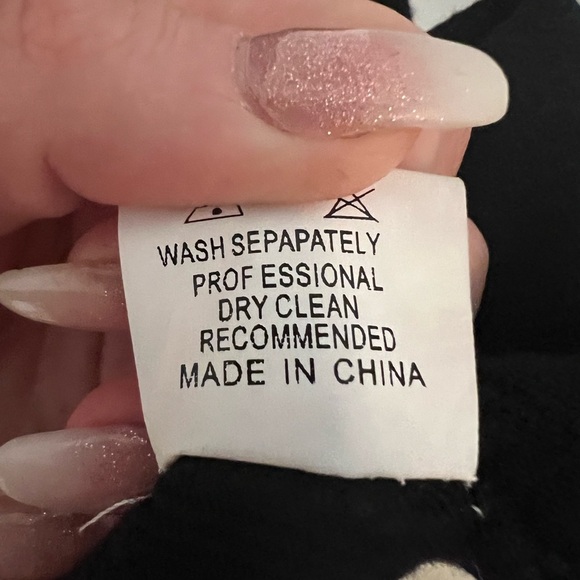 WASH SEPAPATELY
PROF ESSIONAL
DRY CLEAN
RECOMMENDED
MADE IN CHINA